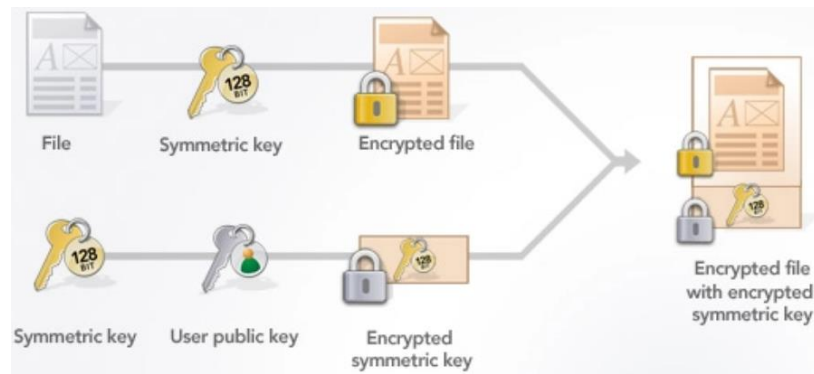 A
128
BIT
A
File
Symmetric key
Encrypted file
A
128
128
BIT
128
Symmetric key
User public key
Encrypted
symmetric key
Encrypted file
with encrypted
symmetric key